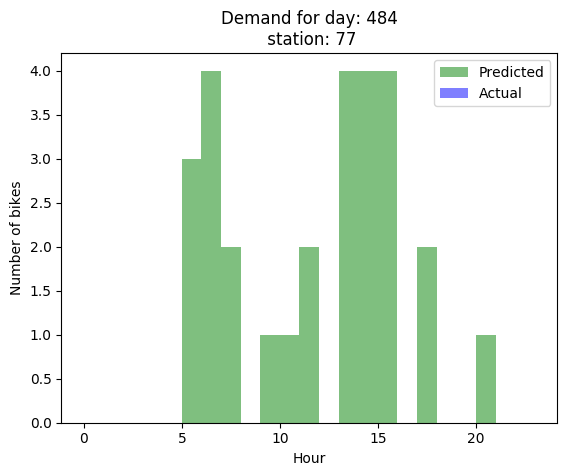 Demand for day: 484
station: 77
Predicted
Actual
4.0
3.5
3.0
2.5
2.0
1.5
1.0
0.5
0.0
Number of bikes
0 5 10 15 20
Hour